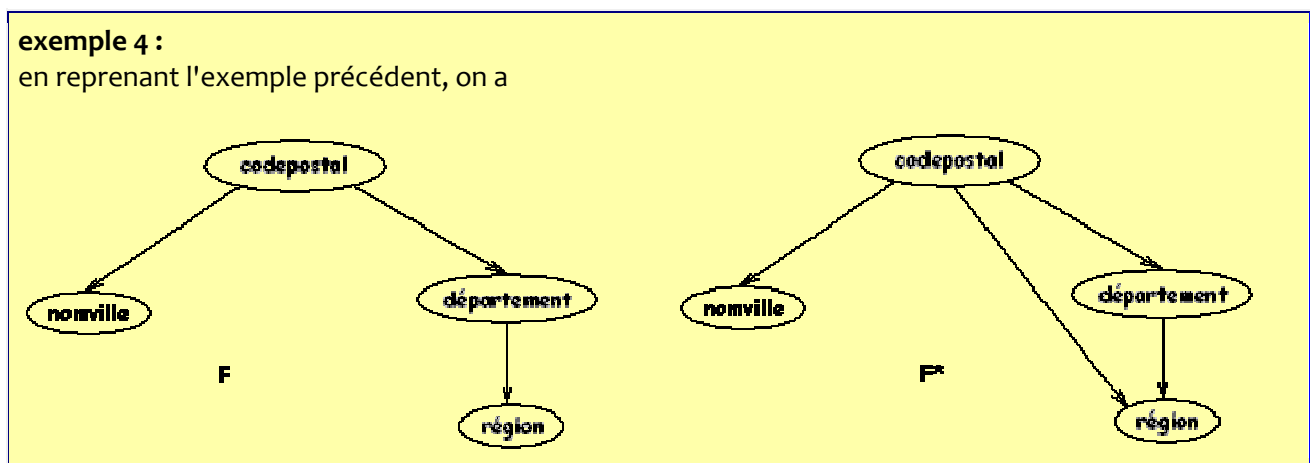 exemple 4 :
en reprenant l'exemple précédent, on a
codepostal
codepostal
nomville
département
nomville
département
F
F*
région
région